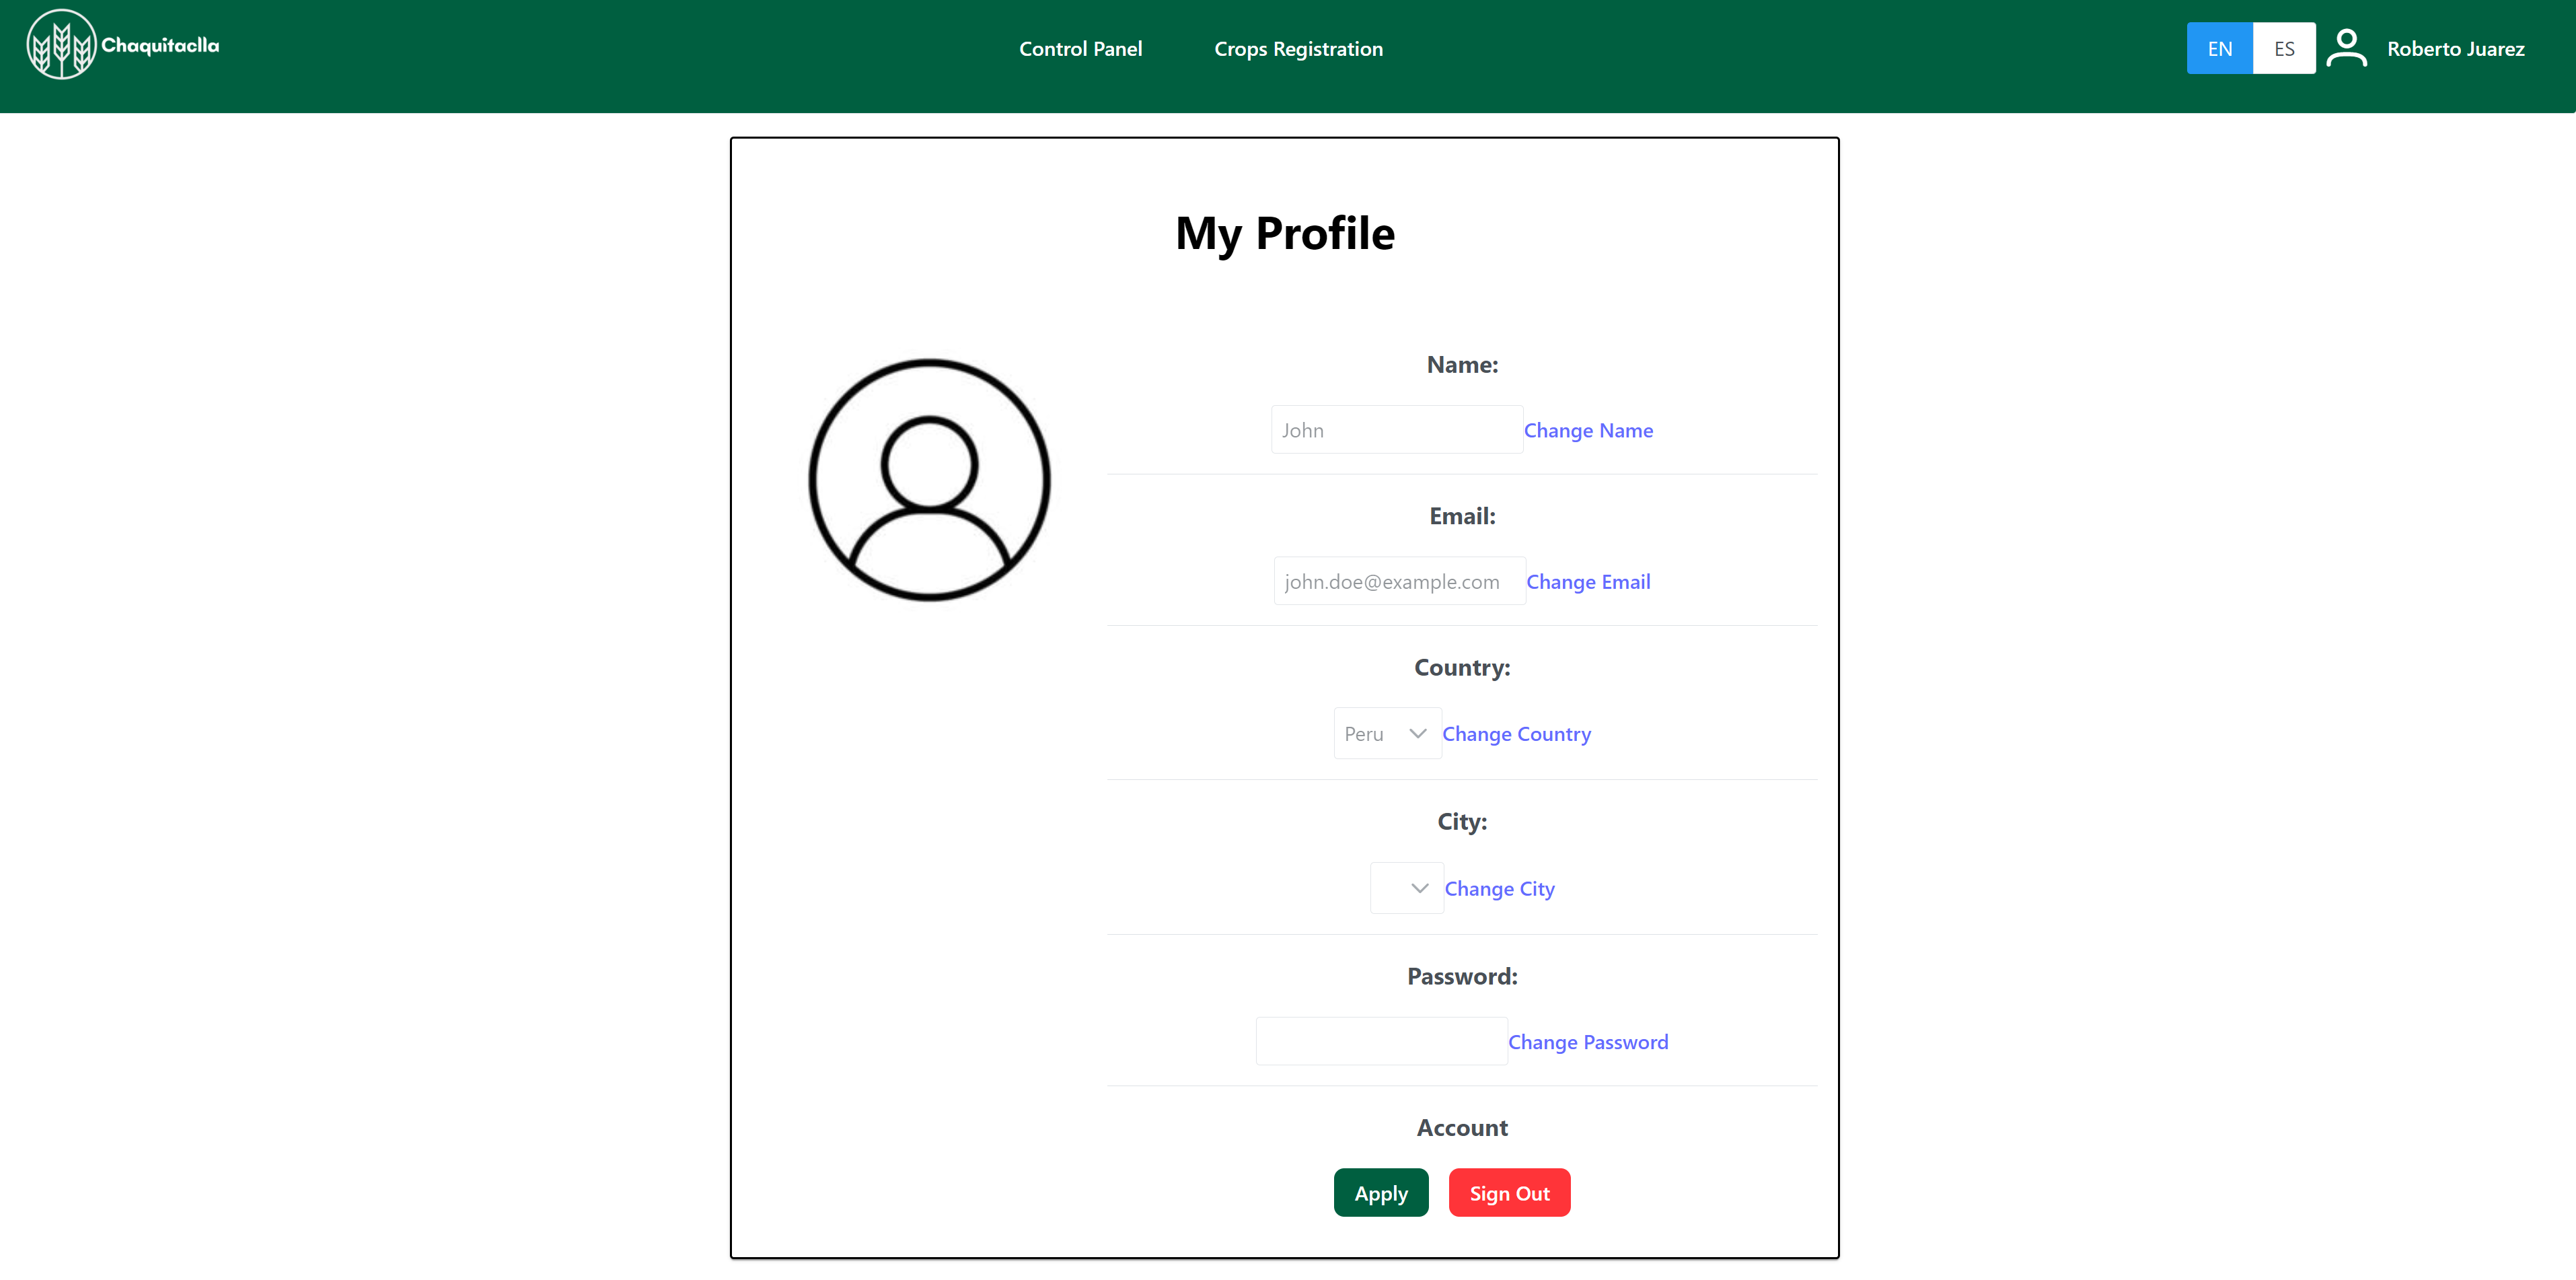 Chaquitaclla
Control Panel
Crops Registration
EN
ES
Roberto Juarez
My Profile
Name:
John
Change Name
Email:
john.doe@example.com
Change Email
Country:
Peru
Change Country
City:
Change City
Password:
Change Password
Account
Apply
Sign Out